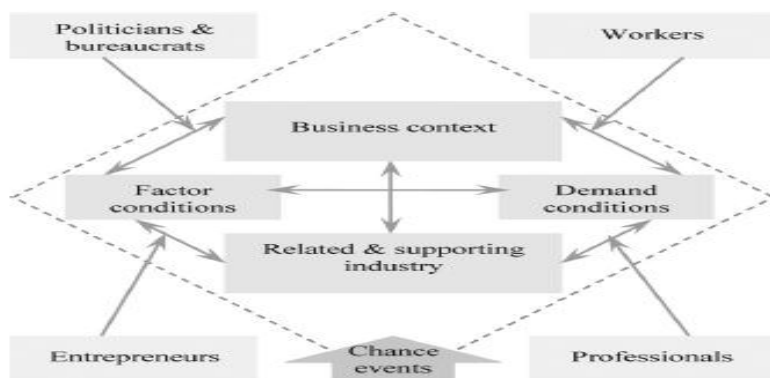 Politicians &
bureaucrats
Workers
Business context
Factor
conditions
Demand
conditions
Related & supporting
industry
Entrepreneurs
Chance
events
Professionals